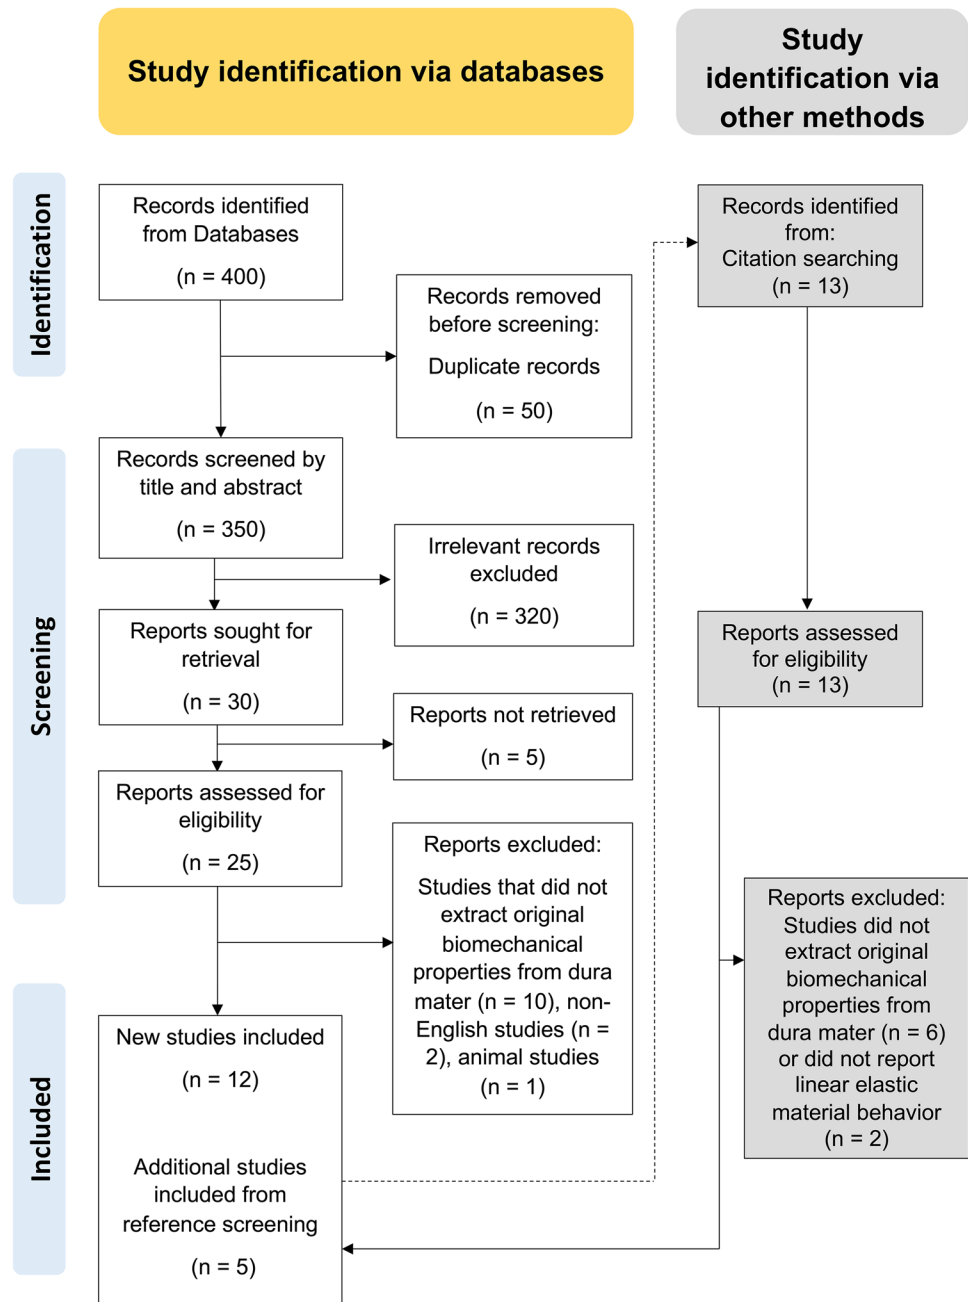 Study identification via databases
Study
identification via
other methods
Identification
Records identified
from Databases
(n = 400)
Records removed
before screening:
Duplicate records
(n = 50)
Records identified
from:
Citation searching
(n = 13)
Screening
Records screened by
title and abstract
(n = 350)
Irrelevant records
excluded
(n = 320)
Reports sought for
retrieval
(n = 30)
Reports not retrieved
(n = 5)
Reports assessed for
eligibility
(n = 25)
Reports excluded:
Studies that did not
extract original
biomechanical
properties from dura
mater (n = 10), non-
English studies (n =
2), animal studies
(n = 1)
Reports assessed
for eligibility
(n = 13)
Reports excluded:
Studies did not
extract original
biomechanical
properties from
dura mater (n = 6)
or did not report
linear elastic
material behavior
(n = 2)
Included
New studies included
(n = 12)
Additional studies
included from
reference screening
(n = 5)